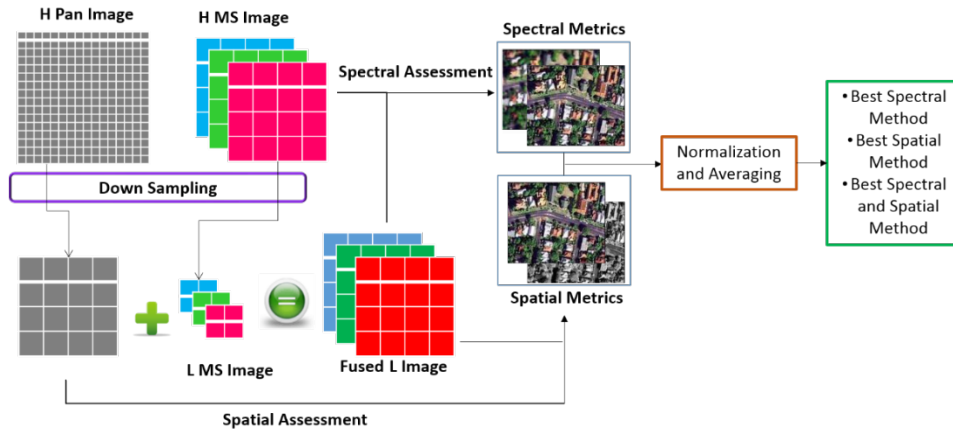 H Pan Image
H MS Image
Spectral Metrics
Spectral Assessment
• Best Spectral
Method
• Best Spatial
Method
• Best Spectral
and Spatial
Method
Normalization
and Averaging
Down Sampling
Spatial Metrics
L MS Image
Fused L Image
Spatial Assessment